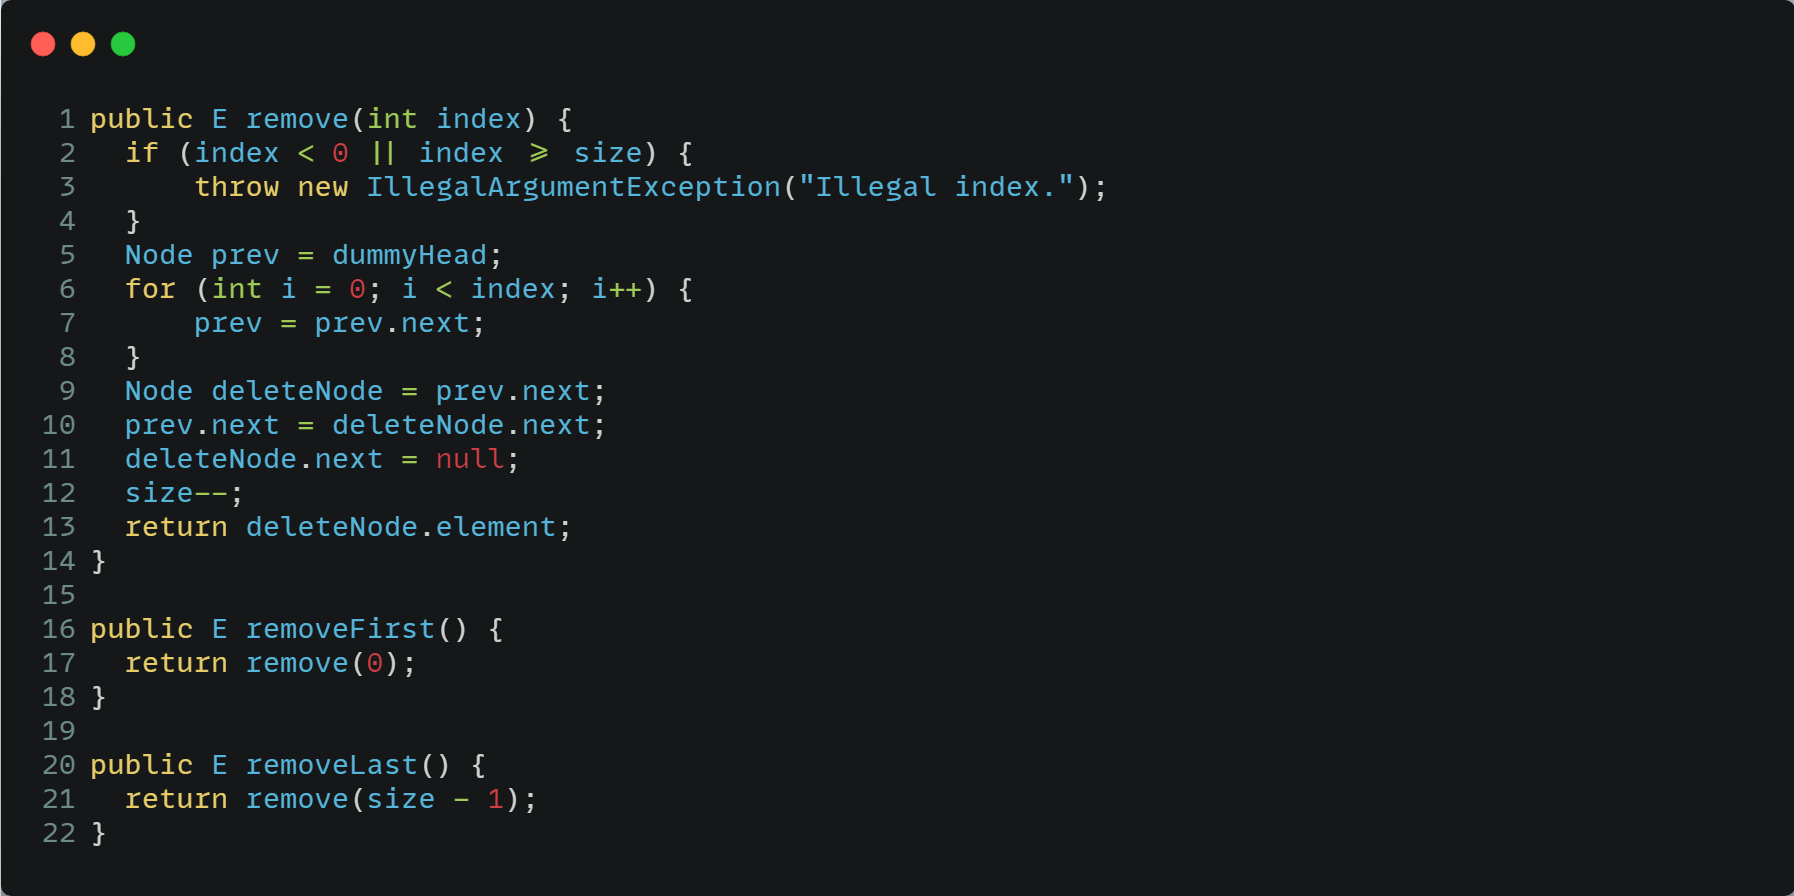 1 public E remove(int index) {
2   if (index < 0 || index >= size) {
3       throw new IllegalArgumentException("Illegal index.");
4   }
5   Node prev = dummyHead;
6   for (int i = 0; i < index; i++) {
7       prev = prev.next;
8   }
9   Node deleteNode = prev.next;
10   prev.next = deleteNode.next;
11   deleteNode.next = null;
12   size--;
13   return deleteNode.element;
14 }
15
16 public E removeFirst() {
17   return remove(0);
18 }
19
20 public E removeLast() {
21   return remove(size - 1);
22 }